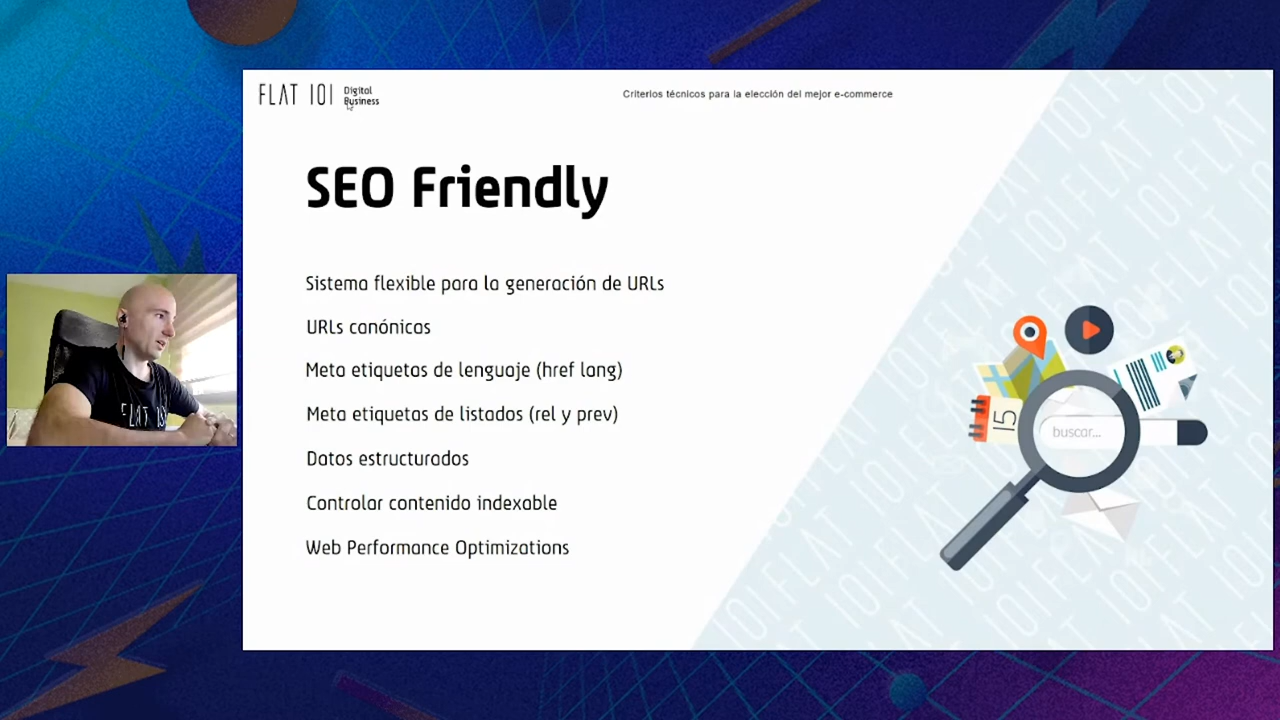 FLAT 101 Digital Business
Criterios técnicos para la elección del mejor e-commerce
SEO Friendly
Sistema flexible para la generación de URLs
URLs canónicas
Meta etiquetas de lenguaje (href lang)
Meta etiquetas de listados (rel y prev)
Datos estructurados
Controlar contenido indexable
Web Performance Optimizations
15
buscar...
FLAT 101